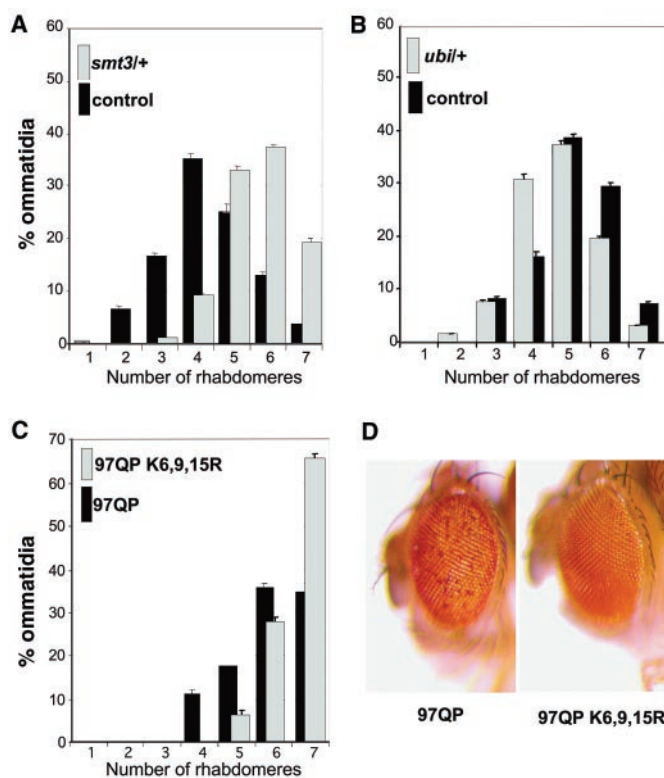 A
60
50
40
30
20
10
0
% ommatidia
smt3/+
control
1 2 3 4 5 6 7
Number of rhabdomeres
B
60
50
40
30
20
10
0
% ommatidia
ubi/+
control
1 2 3 4 5 6 7
Number of rhabdomeres
C
70
60
50
40
30
20
10
0
% ommatidia
97QP K6,9,15R
97QP
1 2 3 4 5 6 7
Number of rhabdomeres
D
97QP
97QP K6,9,15R